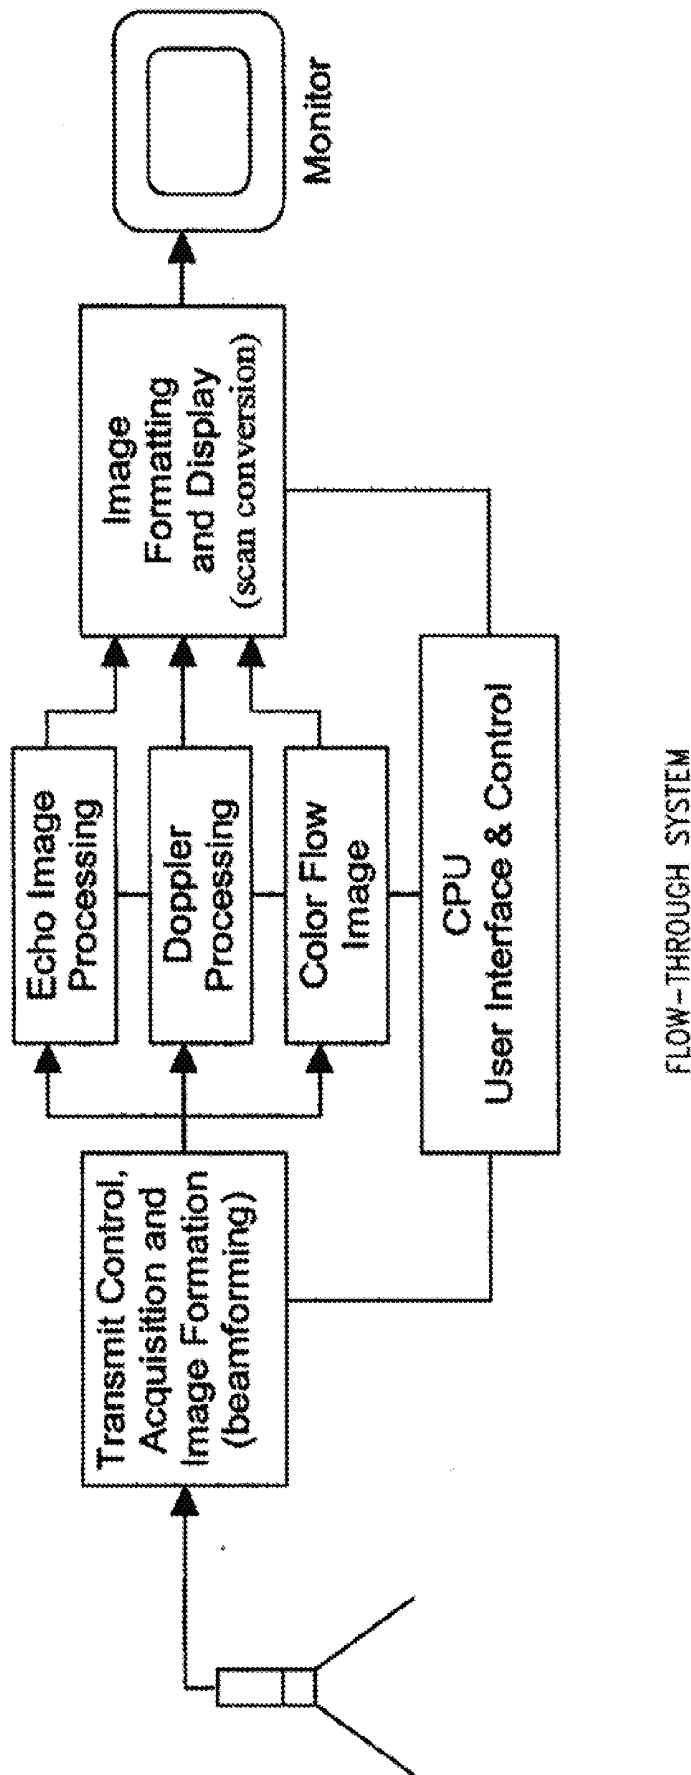 Transmit Control,
Acquisition and
Image Formation
(beamforming)
Echo Image
Processing
Doppler
Processing
Color Flow
Image
CPU
User Interface & Control
Image
Formatting
and Display
(scan conversion)
Monitor
FLOW-THROUGH SYSTEM